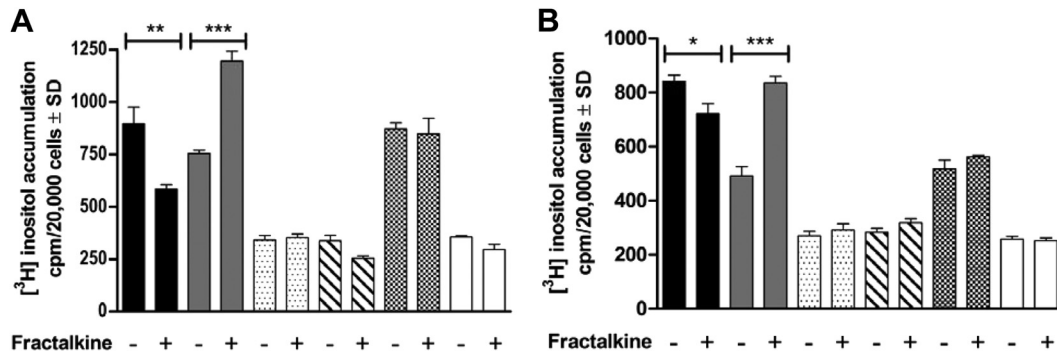 A
[³H] inositol accumulation
cpm/20,000 cells ± SD
1250
1000
750
500
250
0
** ***
Fractalkine - + - + - + - + - + - +
B
[³H] inositol accumulation
cpm/20,000 cells ± SD
1000
800
600
400
200
0
* ***
Fractalkine - + - + - + - + - + - +